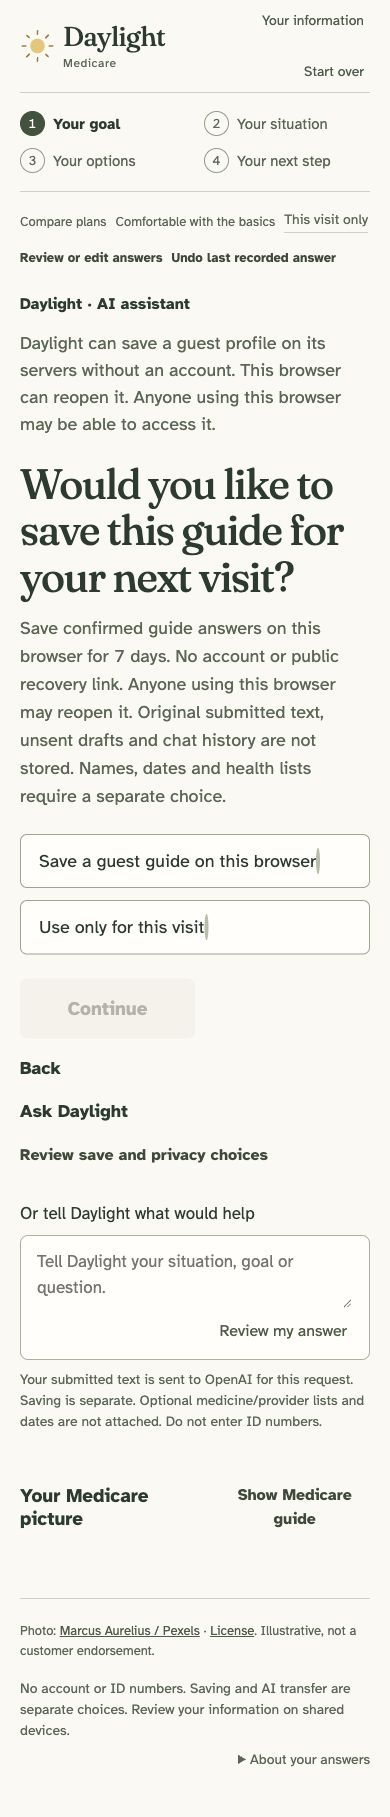 Your information
Daylight
Medicare
Start over
1 Your goal
2 Your situation
3 Your options
4 Your next step
Compare plans Comfortable with the basics This visit only
Review or edit answers Undo last recorded answer
Daylight · AI assistant
Daylight can save a guest profile on its
servers without an account. This browser
can reopen it. Anyone using this browser
may be able to access it.
Would you like to
save this guide for
your next visit?
Save confirmed guide answers on this
browser for 7 days. No account or public
recovery link. Anyone using this browser
may reopen it. Original submitted text,
unsent drafts and chat history are not
stored. Names, dates and health lists
require a separate choice.
Save a guest guide on this browser
Use only for this visit
Continue
Back
Ask Daylight
Review save and privacy choices
Or tell Daylight what would help
Tell Daylight your situation, goal or
question.
Review my answer
Your submitted text is sent to OpenAI for this request.
Saving is separate. Optional medicine/provider lists and
dates are not attached. Do not enter ID numbers.
Your Medicare
picture
Show Medicare
guide
Photo: Marcus Aurelius / Pexels · License. Illustrative, not a
customer endorsement.
No account or ID numbers. Saving and AI transfer are
separate choices. Review your information on shared
devices.
▶ About your answers